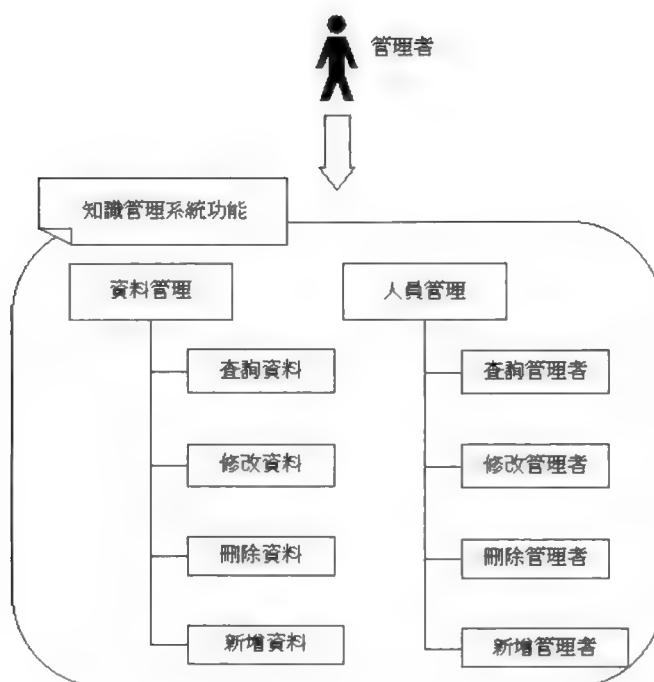 管理者
知識管理系統功能
資料管理
查詢資料
修改資料
刪除資料
新增資料
人員管理
查詢管理者
修改管理者
刪除管理者
新增管理者